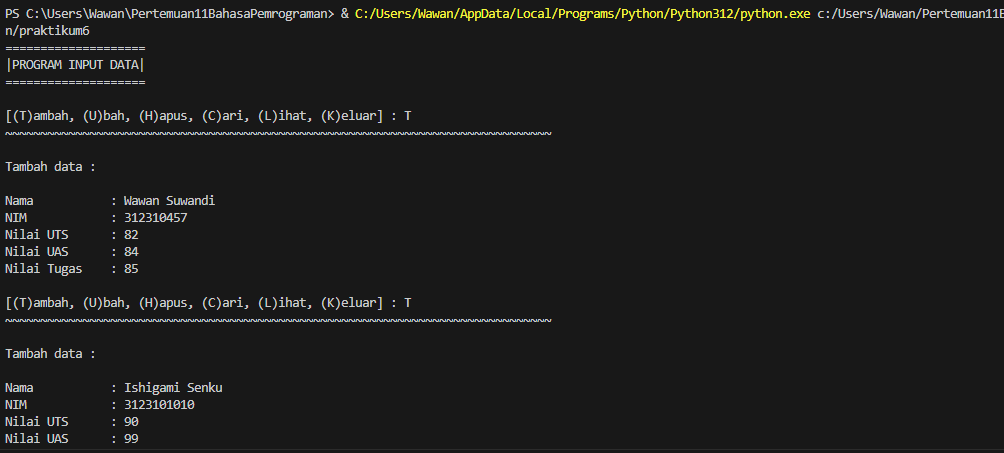 PS C:\Users\Wawan\Pertemuan11BahasaPemrograman> & C:/Users/Wawan/AppData/Local/Programs/Python/Python312/python.exe c:/Users/Wawan/Pertemuan11B
n/praktikum6
====================
|PROGRAM INPUT DATA|
====================
[(T)ambah, (U)bah, (H)apus, (C)ari, (L)ihat, (K)eluar] : T
~~~~~~~~~~~~~~~~~~~~~~~~~~~~~~~~~~~~~~~~~~~~~~~~~~~~~~~~~~~~~~~~~~~~~~~~~~~~~~
Tambah data :
Nama : Wawan Suwandi
NIM : 312310457
Nilai UTS : 82
Nilai UAS : 84
Nilai Tugas : 85
[(T)ambah, (U)bah, (H)apus, (C)ari, (L)ihat, (K)eluar] : T
~~~~~~~~~~~~~~~~~~~~~~~~~~~~~~~~~~~~~~~~~~~~~~~~~~~~~~~~~~~~~~~~~~~~~~~~~~~~~~
Tambah data :
Nama : Ishigami Senku
NIM : 3123101010
Nilai UTS : 90
Nilai UAS : 99